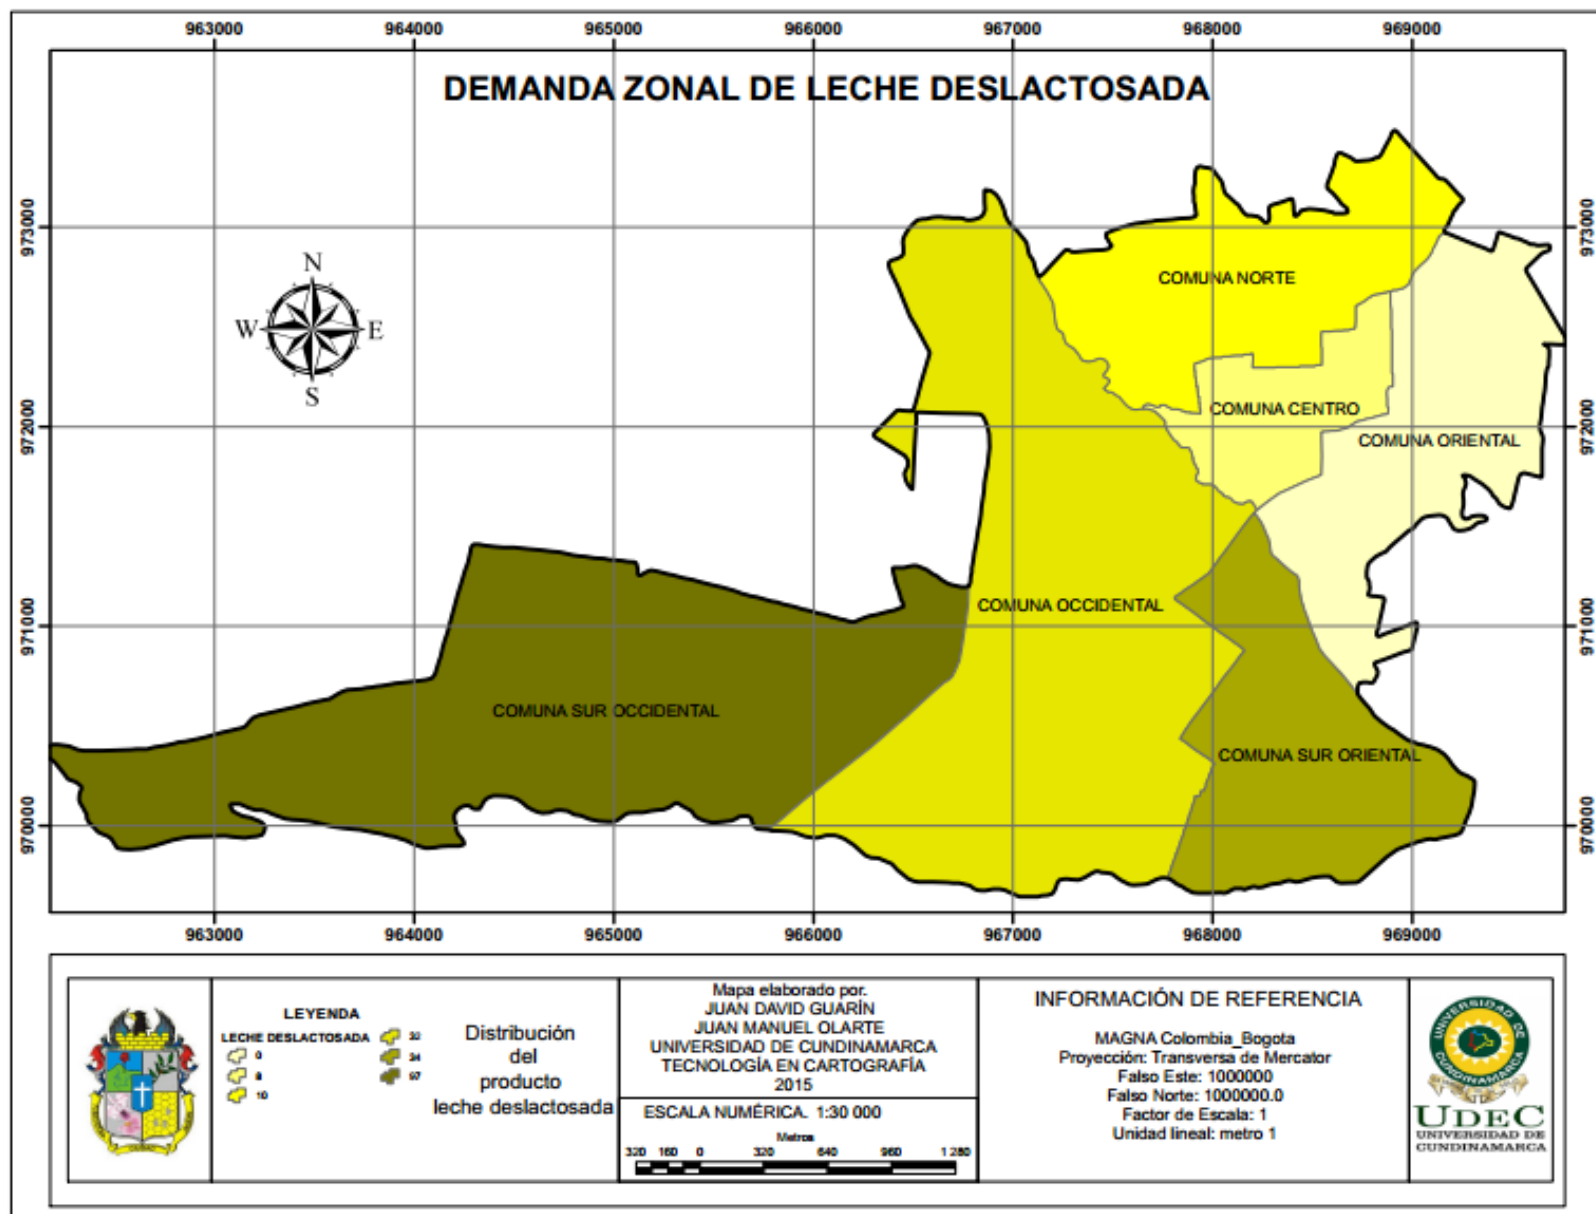 963000 964000 965000 966000 967000 968000 969000
DEMANDA ZONAL DE LECHE DESLACTOSADA
973000 973000
N
W E
S
COMUNA NORTE
COMUNA CENTRO
972000 972000
COMUNA ORIENTAL
COMUNA OCCIDENTAL
971000 971000
COMUNA SUR OCCIDENTAL
COMUNA SUR ORIENTAL
970000 970000
963000 964000 965000 966000 967000 968000 969000
LEYENDA
LECHE DESLACTOSADA
0
8
10
34
97
Distribución
del
producto
leche deslactosada
Mapa elaborado por.
JUAN DAVID GUARÍN
JUAN MANUEL OLARTE
UNIVERSIDAD DE CUNDINAMARCA
TECNOLOGÍA EN CARTOGRAFÍA
2015
ESCALA NUMÉRICA. 1:30 000
Metros
320 160 0 320 640 960 1 280
INFORMACIÓN DE REFERENCIA
MAGNA Colombia_Bogota
Proyección: Transversa de Mercator
Falso Este: 1000000
Falso Norte: 1000000.0
Factor de Escala: 1
Unidad lineal: metro 1
UNIVERSIDAD DE
CUNDINAMARCA
UDEC
UNIVERSIDAD DE
CUNDINAMARCA